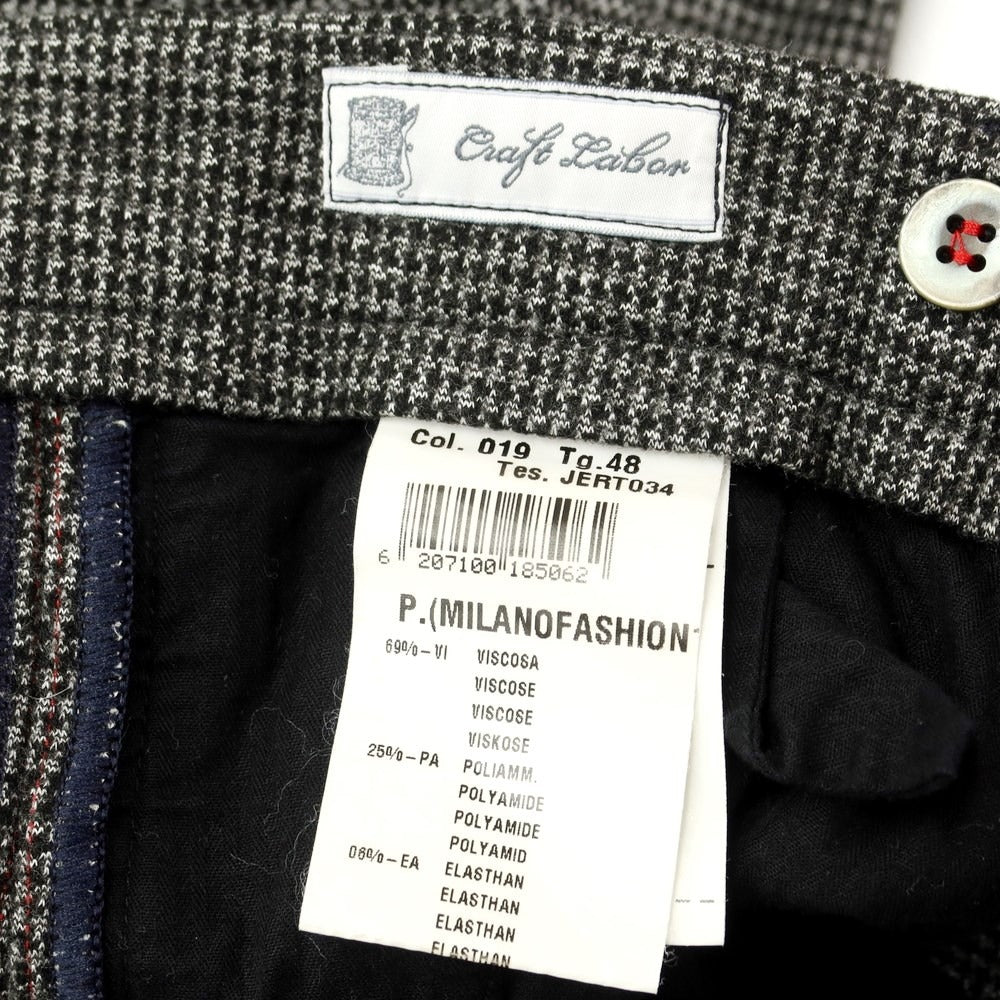 Craft Labor
Col. 019 Tg.48
Tes. JERT034
6 207100 185062
P.(MILANOFASHION
69%-VI VISCOSA
VISCOSE
VISCOSE
VISKOSE
25%-PA POLIAMM.
POLYAMIDE
POLYAMIDE
POLYAMID
06%-EA ELASTHAN
ELASTHAN
ELASTHAN
ELASTHAN